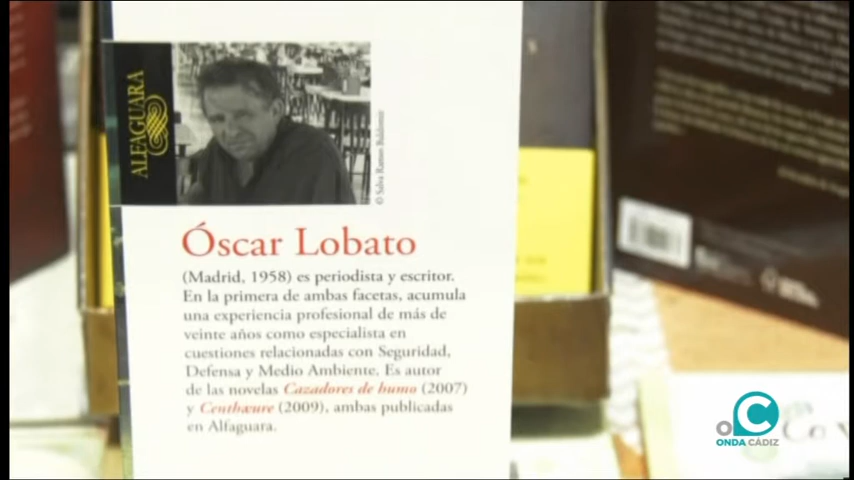 ALFAGUARA
© Salva Ramos Buldemar
Óscar Lobato
(Madrid, 1958) es periodista y escritor.
En la primera de ambas facetas, acumula
una experiencia profesional de más de
veinte años como especialista en
cuestiones relacionadas con Seguridad,
Defensa y Medio Ambiente. Es autor
de las novelas Cazadores de humo (2007)
y Centhæure (2009), ambas publicadas
en Alfaguara.
ONDA CÁDIZ